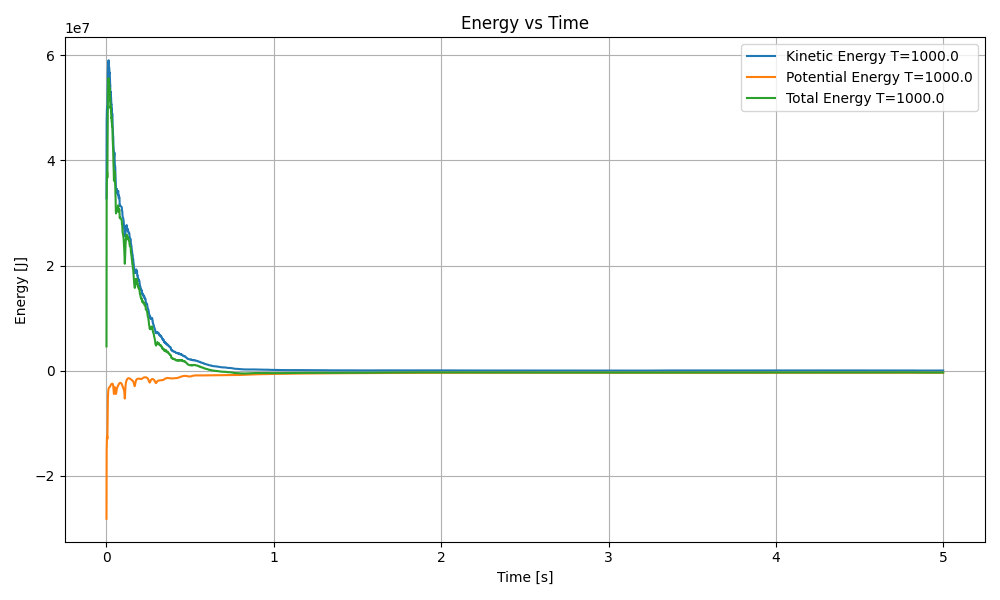 Energy vs Time
1e7
Kinetic Energy T=1000.0
Potential Energy T=1000.0
Total Energy T=1000.0
6
4
2
0
−2
Energy [J]
0 1 2 3 4 5
Time [s]